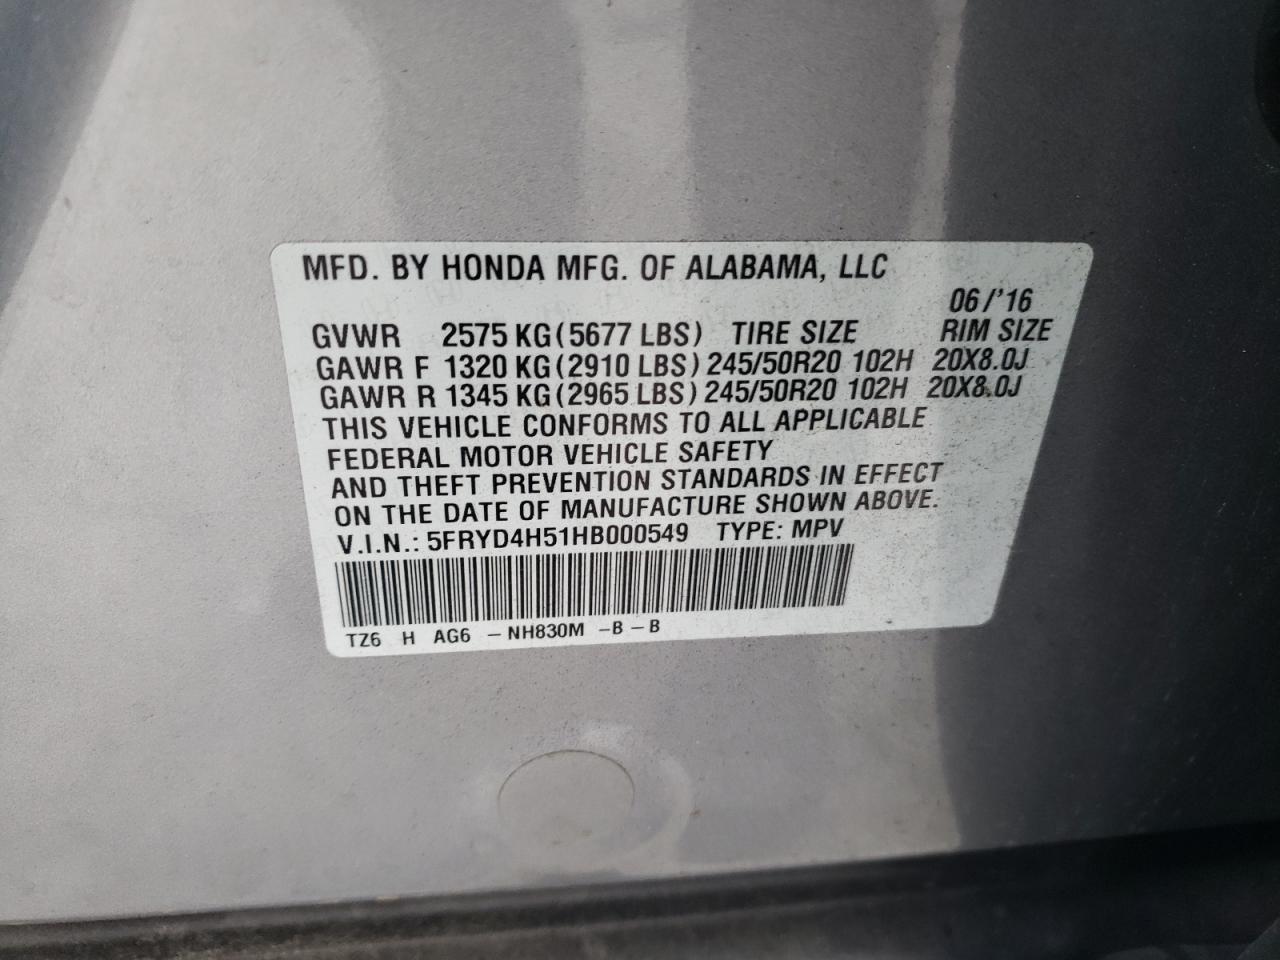 MFD. BY HONDA MFG. OF ALABAMA, LLC
06/'16
GVWR 2575 KG(5677 LBS) TIRE SIZE RIM SIZE
GAWR F 1320 KG(2910 LBS) 245/50R20 102H 20X8.0J
GAWR R 1345 KG(2965 LBS) 245/50R20 102H 20X8.0J
THIS VEHICLE CONFORMS TO ALL APPLICABLE
FEDERAL MOTOR VEHICLE SAFETY
AND THEFT PREVENTION STANDARDS IN EFFECT
ON THE DATE OF MANUFACTURE SHOWN ABOVE.
V.I.N.: 5FRYD4H51HB000549 TYPE: MPV
TZ6 H AG6 – NH830M – B – B